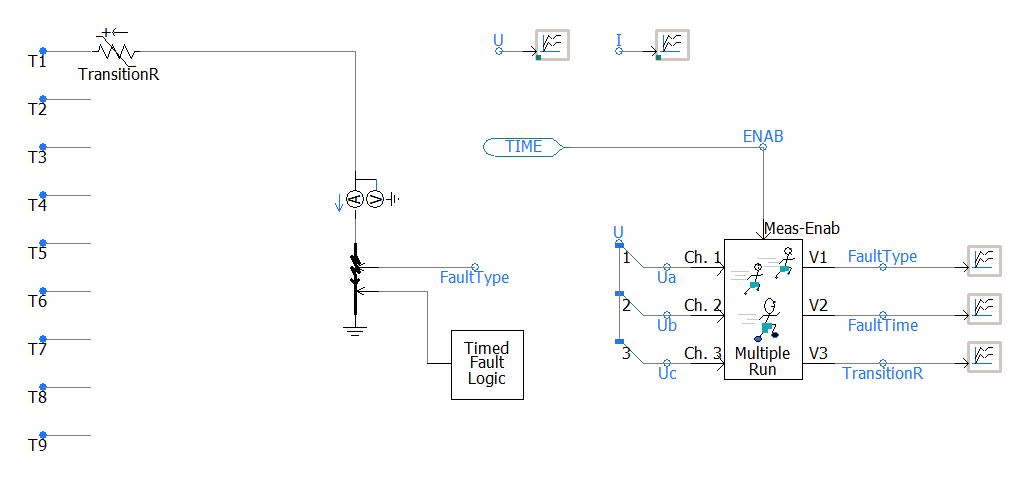 T1
TransitionR
T2
T3
T4
T5
T6
T7
T8
T9
U
I
TIME
ENAB
A
V
FaultType
Timed
Fault
Logic
Meas-Enab
U
1
Ua
Ch. 1
V1
FaultType
2
Ub
Ch. 2
V2
FaultTime
3
Uc
Ch. 3
V3
TransitionR
Multiple
Run